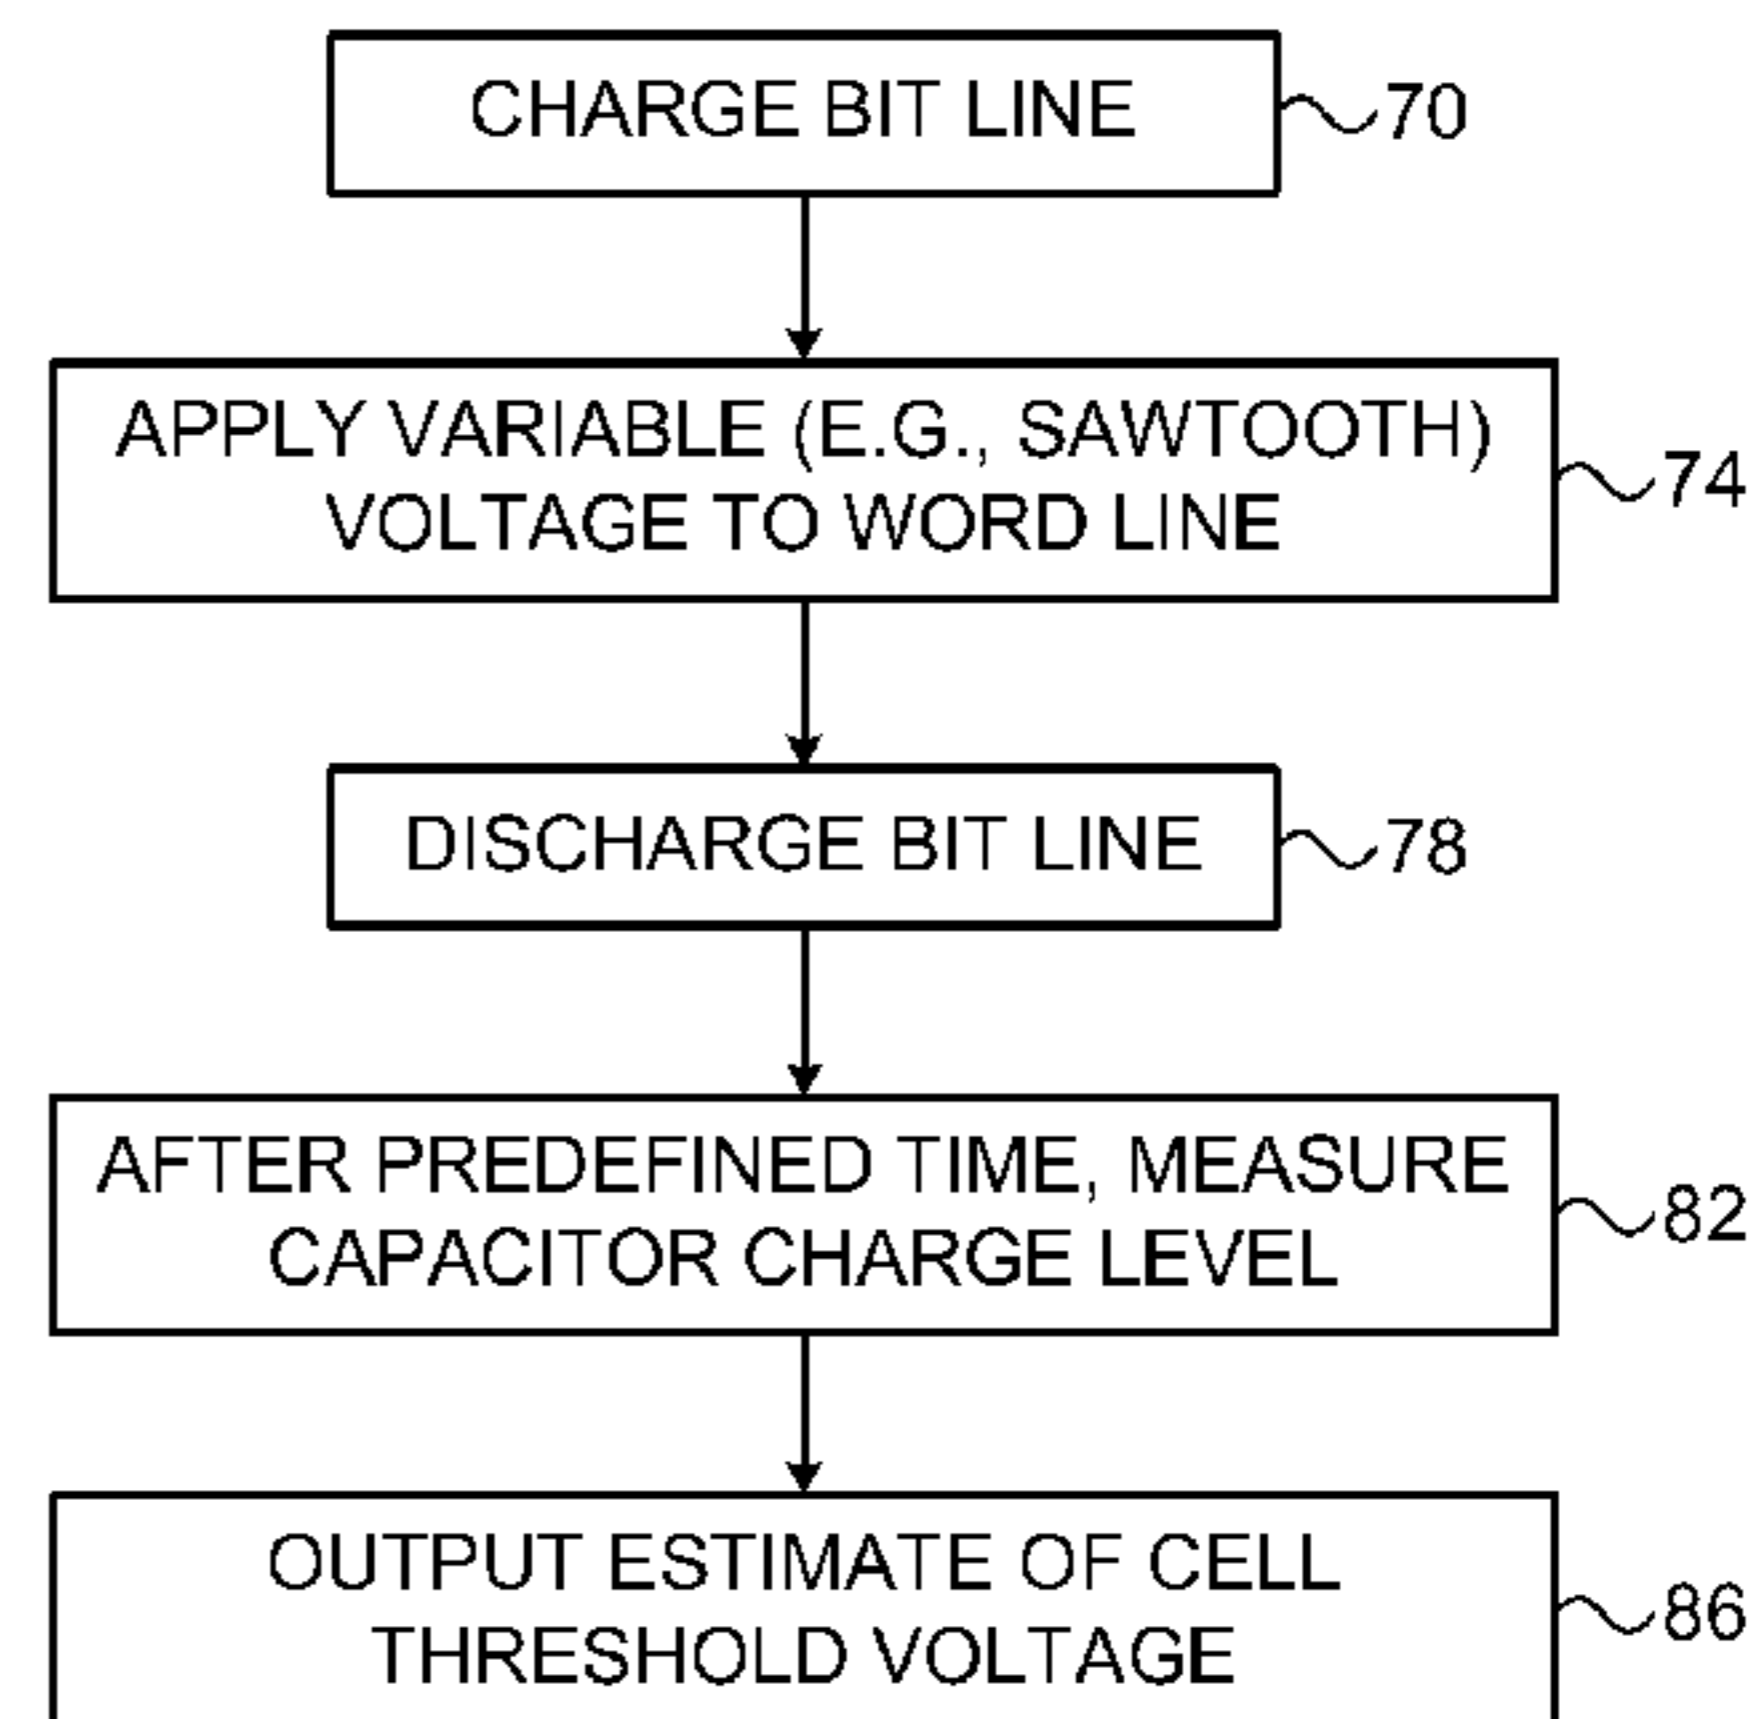 CHARGE BIT LINE
70
APPLY VARIABLE (E.G., SAWTOOTH)
VOLTAGE TO WORD LINE
74
DISCHARGE BIT LINE
78
AFTER PREDEFINED TIME, MEASURE
CAPACITOR CHARGE LEVEL
82
OUTPUT ESTIMATE OF CELL
THRESHOLD VOLTAGE
86